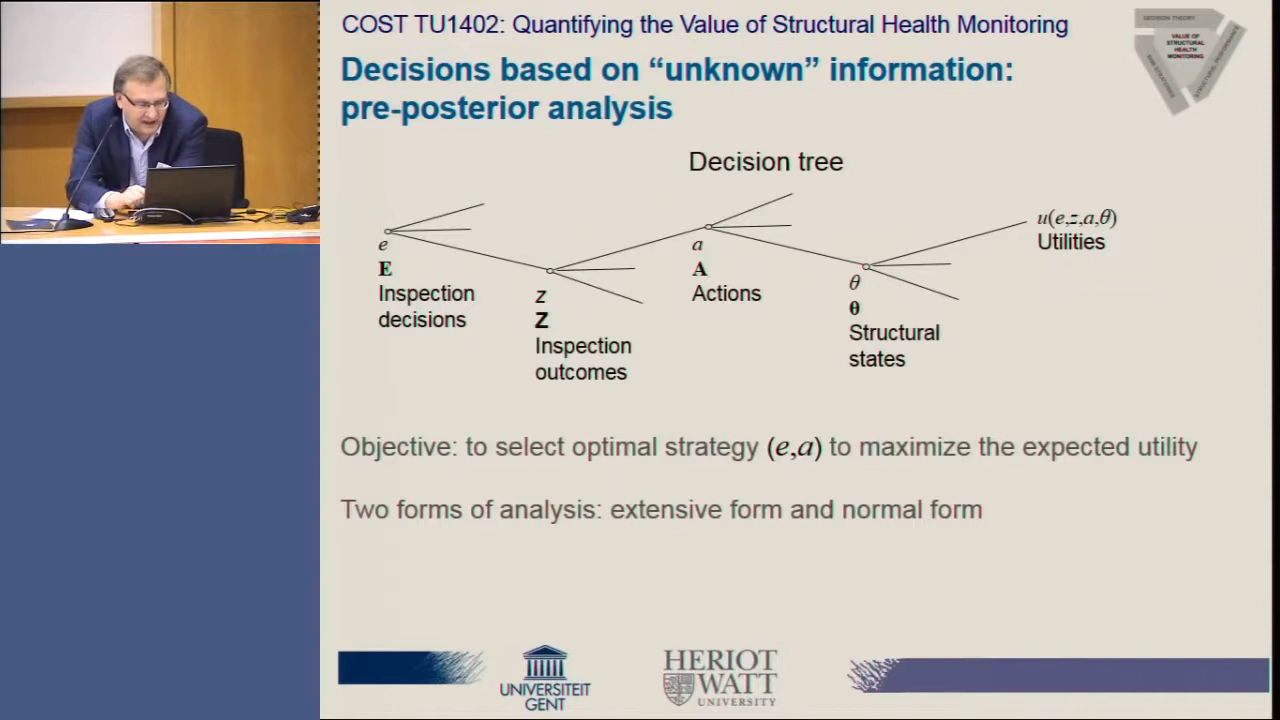 COST TU1402: Quantifying the Value of Structural Health Monitoring
DECISION THEORY
VALUE OF
STRUCTURAL
HEALTH
MONITORING
Decisions based on “unknown” information:
pre-posterior analysis
Decision tree
u(e,z,a,θ)
Utilities
e
E
Inspection
decisions
z
Z
Inspection
outcomes
a
A
Actions
θ
θ
Structural
states
Objective: to select optimal strategy (e,a) to maximize the expected utility
Two forms of analysis: extensive form and normal form
UNIVERSITEIT
GENT
HERIOT
WATT
UNIVERSITY